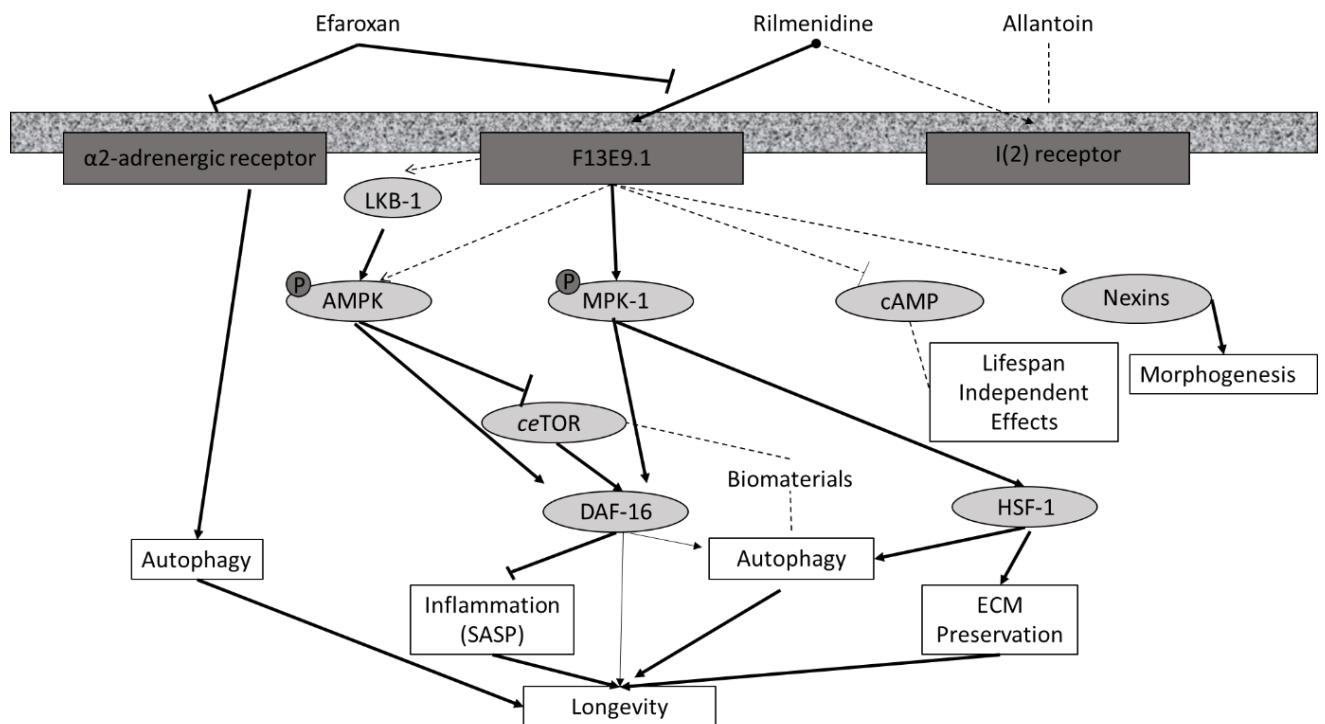 Efaroxan
Rilmenidine
Allantoin
α2-adrenergic receptor
F13E9.1
I(2) receptor
LKB-1
P
AMPK
P
MPK-1
cAMP
Nexins
Lifespan
Independent
Effects
Morphogenesis
ceTOR
Biomaterials
DAF-16
HSF-1
Autophagy
Autophagy
Inflammation
(SASP)
ECM
Preservation
Longevity